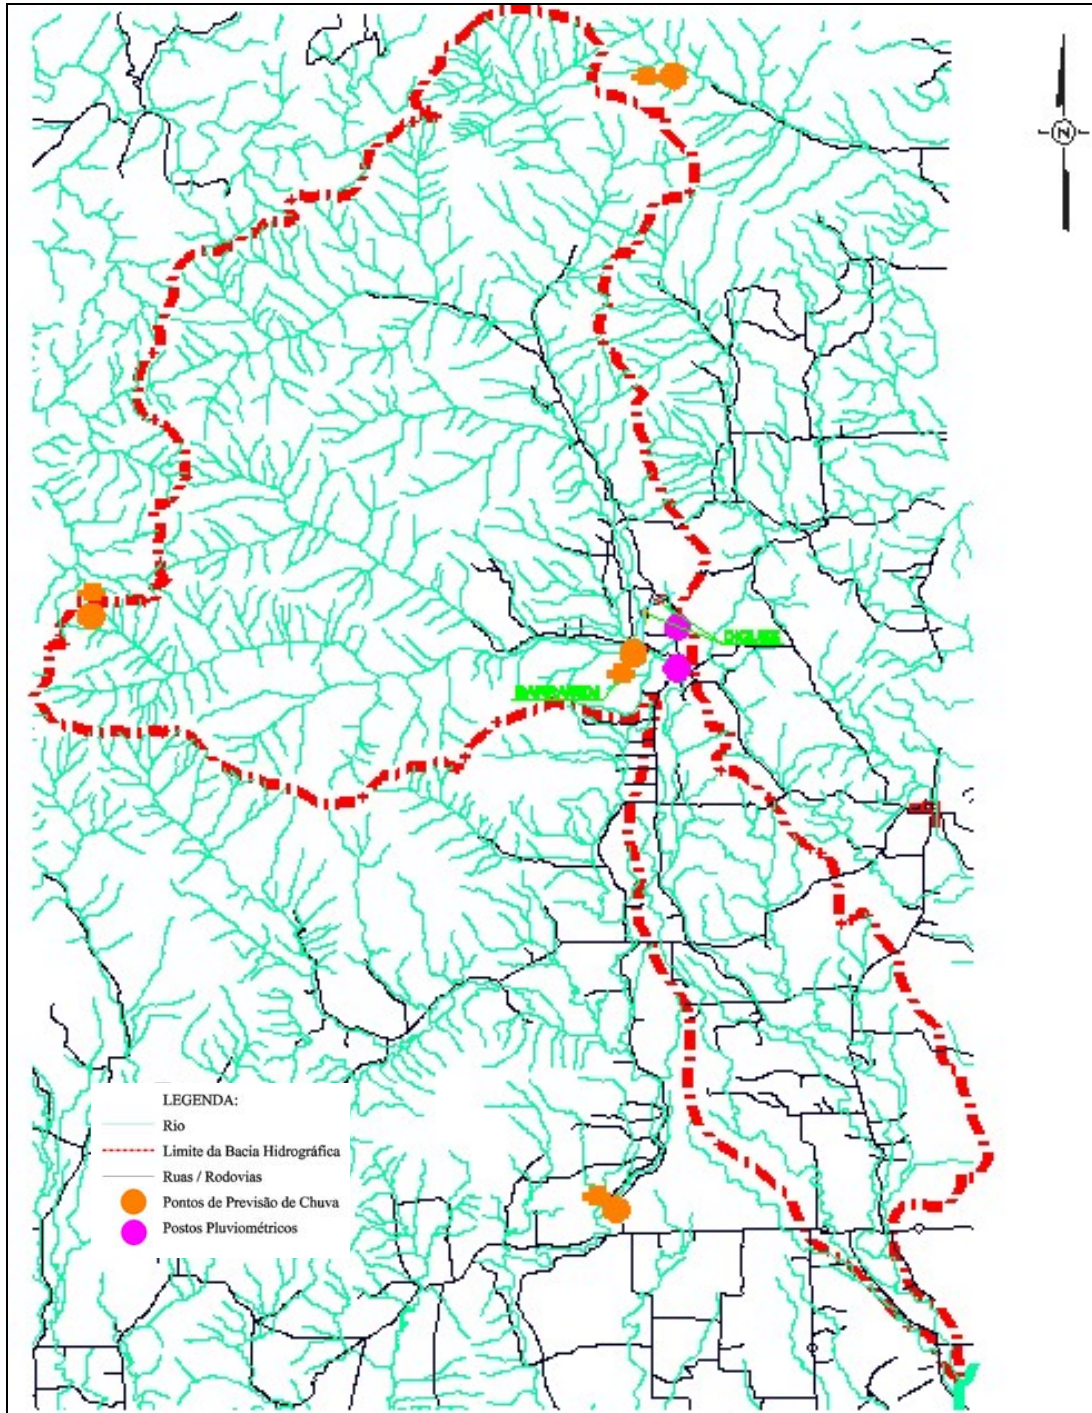 N
LEGENDA:
Rio
Limite da Bacia Hidrográfica
Ruas / Rodovias
Pontos de Previsão de Chuva
Postos Pluviométricos